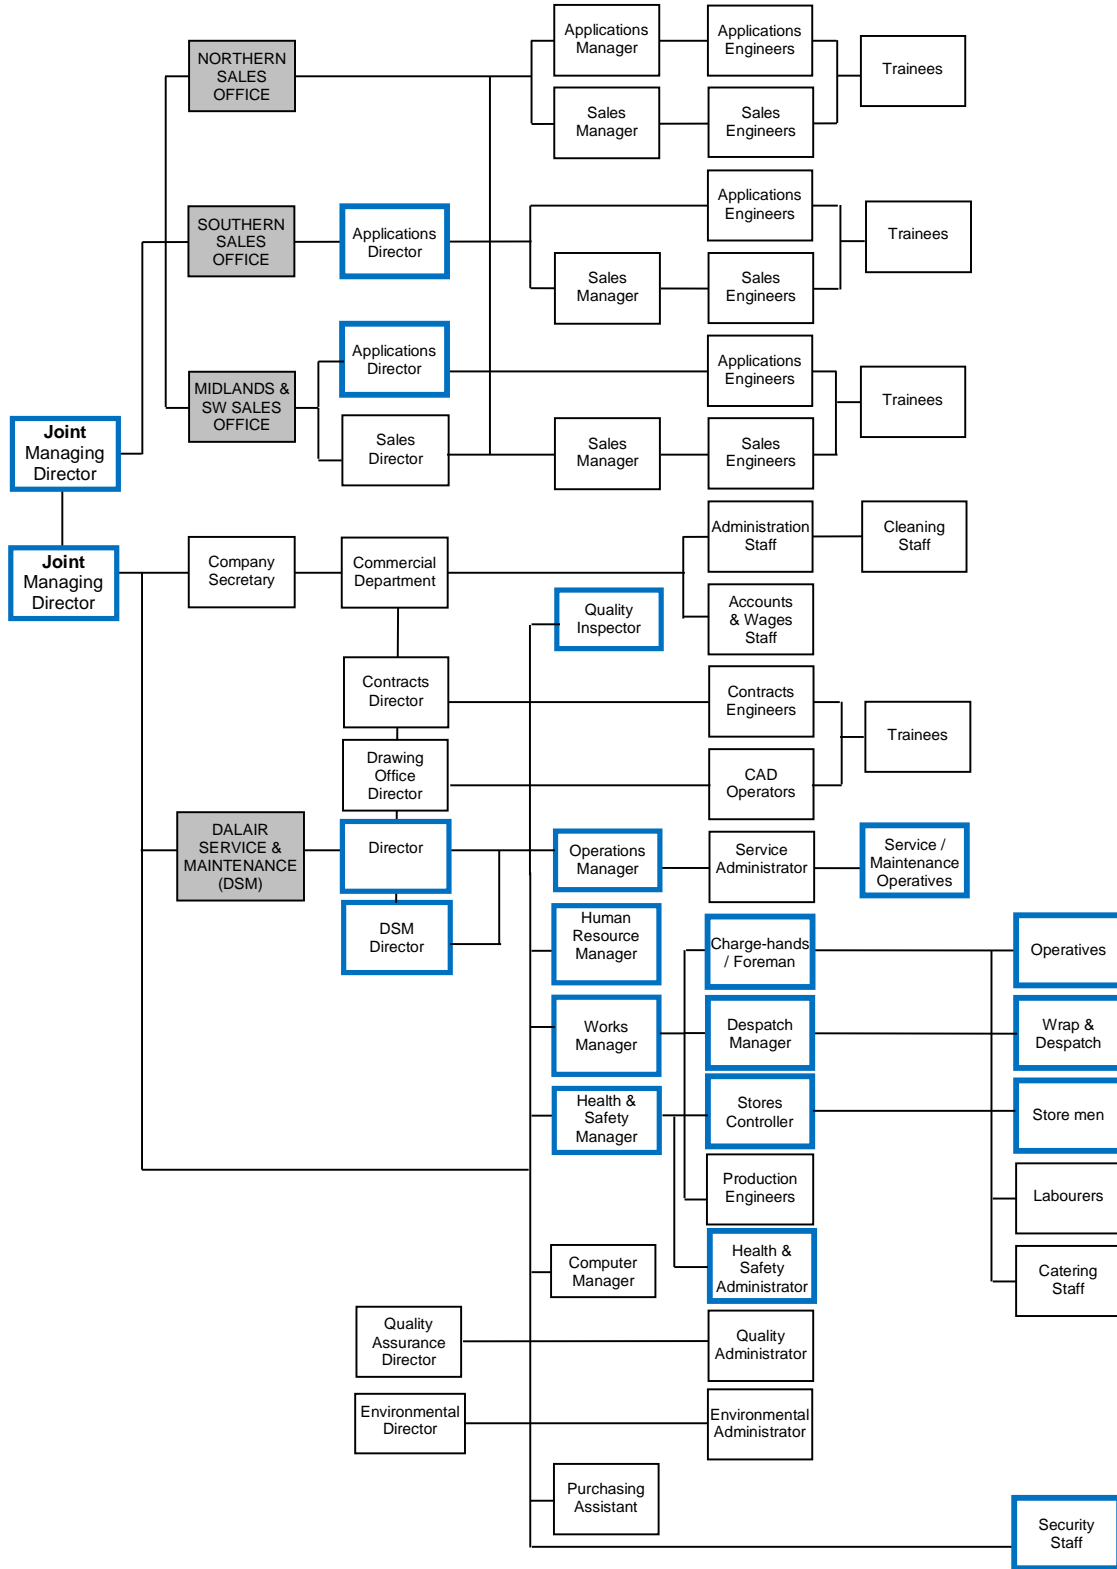 Applications
Manager
Applications
Engineers
NORTHERN
SALES
OFFICE
Trainees
Sales
Manager
Sales
Engineers
Applications
Engineers
SOUTHERN
SALES
OFFICE
Applications
Director
Trainees
Sales
Manager
Sales
Engineers
Applications
Director
Applications
Engineers
MIDLANDS &
SW SALES
OFFICE
Trainees
Joint
Managing
Director
Sales
Director
Sales
Manager
Sales
Engineers
Administration
Staff
Cleaning
Staff
Joint
Managing
Director
Company
Secretary
Commercial
Department
Quality
Inspector
Accounts
& Wages
Staff
Contracts
Director
Contracts
Engineers
Trainees
Drawing
Office
Director
CAD
Operators
DALAIR
SERVICE &
MAINTENANCE
(DSM)
Director
Operations
Manager
Service
Administrator
Service /
Maintenance
Operatives
DSM
Director
Human
Resource
Manager
Charge-hands
/ Foreman
Operatives
Works
Manager
Despatch
Manager
Wrap &
Despatch
Health &
Safety
Manager
Stores
Controller
Store men
Production
Engineers
Labourers
Computer
Manager
Health &
Safety
Administrator
Catering
Staff
Quality
Assurance
Director
Quality
Administrator
Environmental
Director
Environmental
Administrator
Purchasing
Assistant
Security
Staff